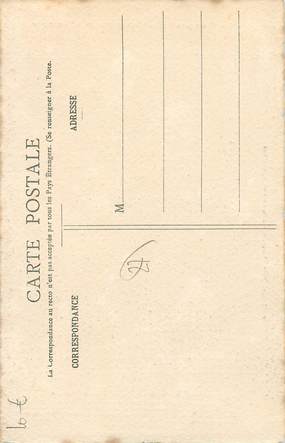 CARTE POSTALE
La Correspondance au recto n'est pas acceptée par tous les Pays Étrangers. (Se renseigner à la Poste.
CORRESPONDANCE
ADRESSE
M
10 €